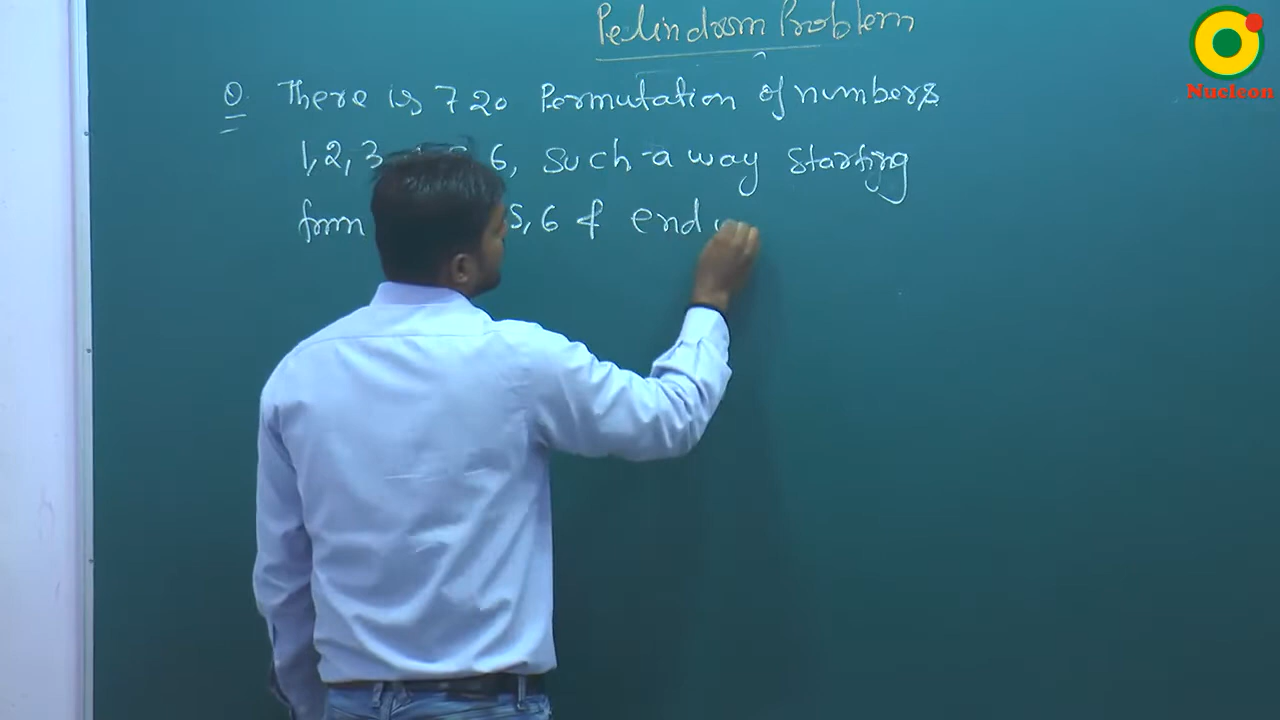 Pelindrom Problem
Nucleon
Q. There is 720 Permutation of numbers
1, 2, 3 6, such a way starting
form 5, 6 & end